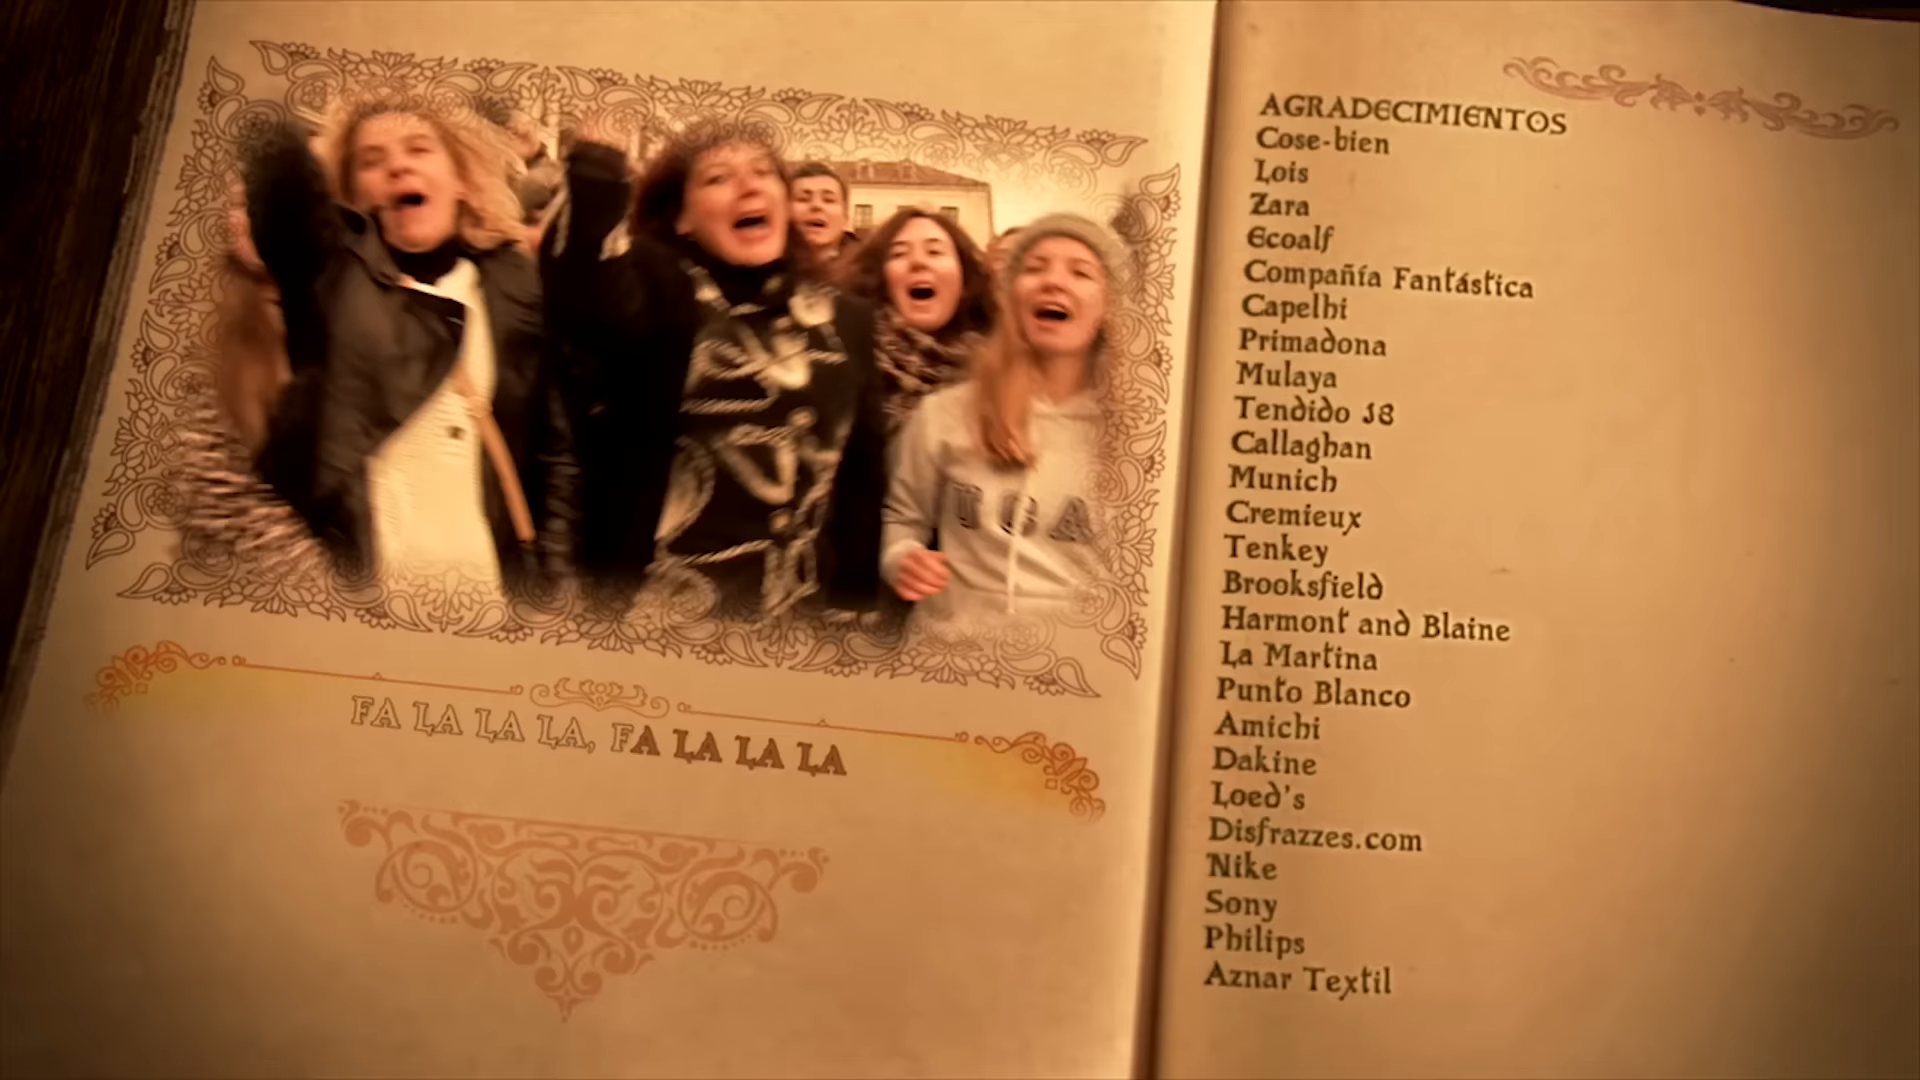 UCA
FA LA LA LA, FA LA LA LA
AGRADECIMIENTOS
Cose-bien
Lois
Zara
Ecoalf
Compañía Fantástica
Capelhi
Primadona
Mulaya
Tendido 18
Callaghan
Munich
Cremieux
Tenkey
Brooksfield
Harmont and Blaine
La Martina
Punto Blanco
Amichi
Dakine
Loed's
Disfrazzes.com
Nike
Sony
Philips
Aznar Textil